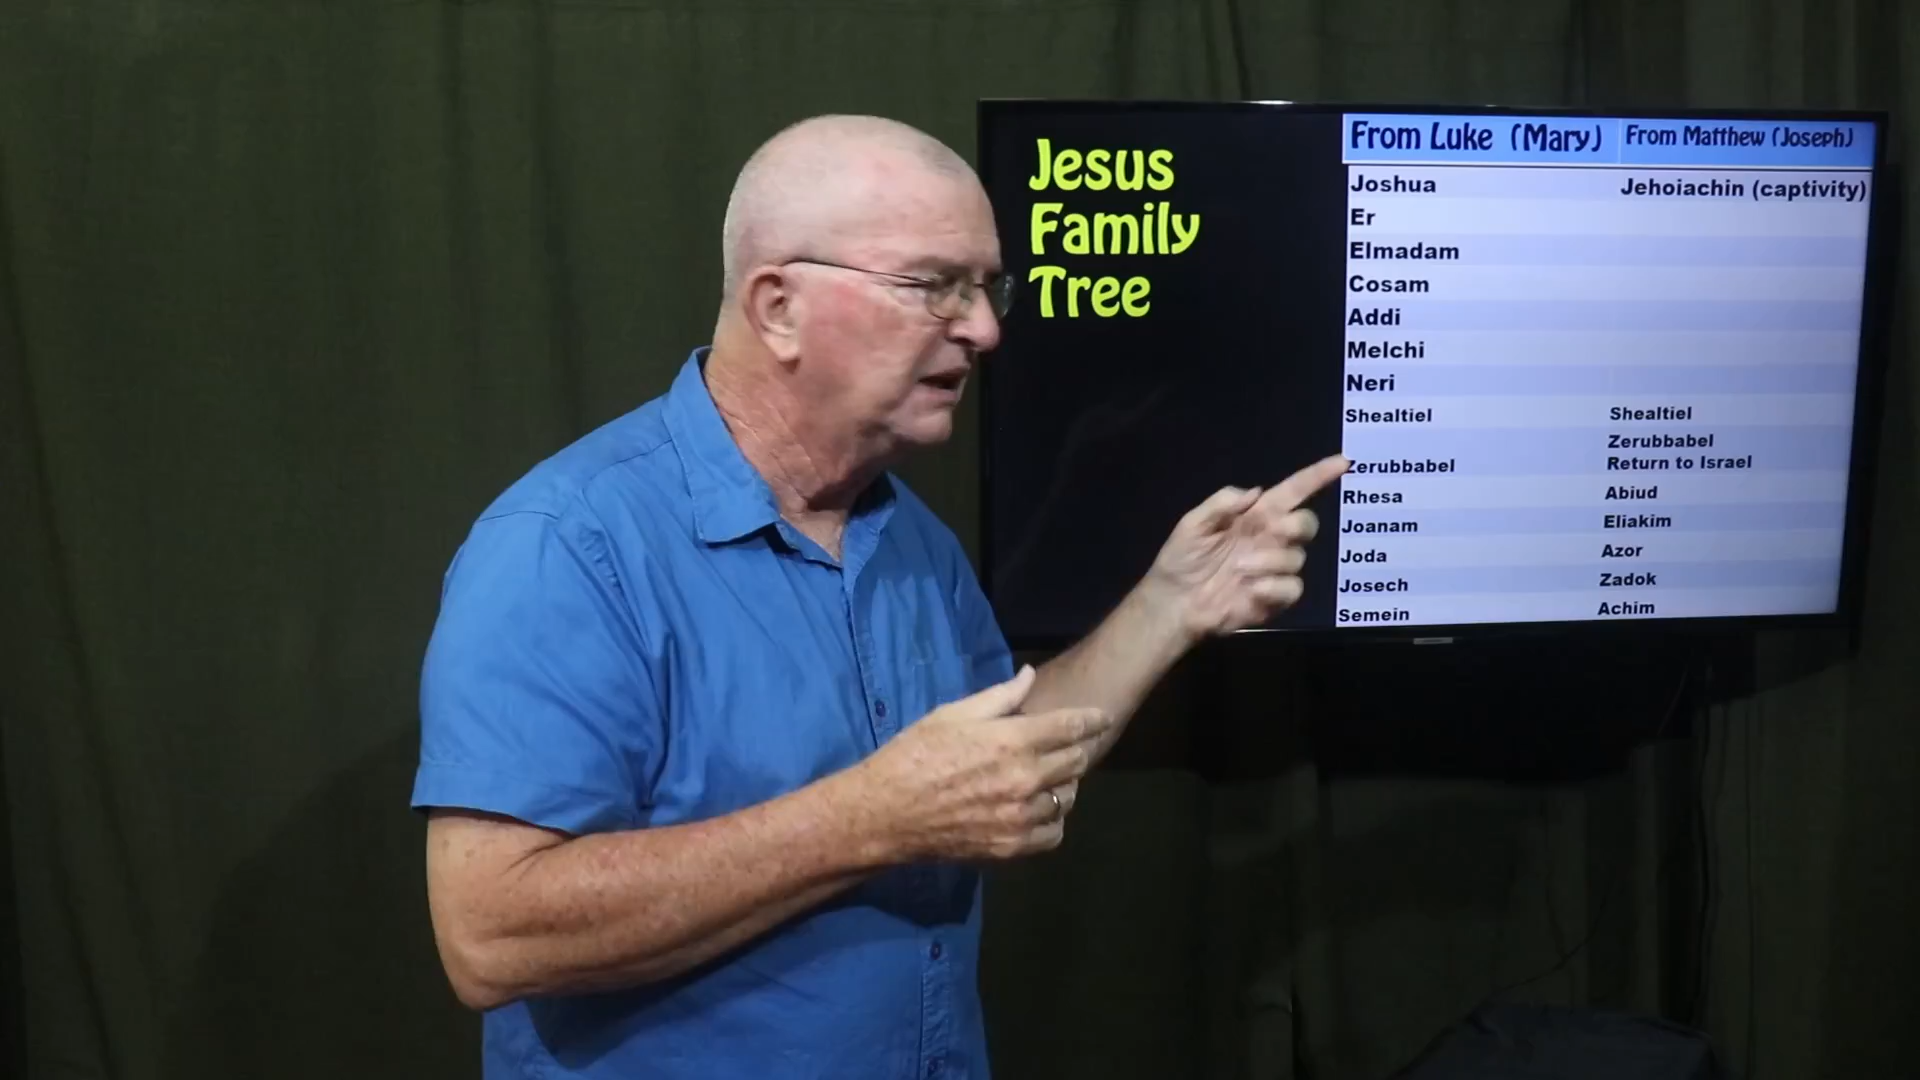 Jesus
Family
Tree
From Luke (Mary) From Matthew (Joseph)
Joshua Jehoiachin (captivity)
Er
Elmadam
Cosam
Addi
Melchi
Neri
Shealtiel Shealtiel
Zerubbabel
Zerubbabel Return to Israel
Rhesa Abiud
Joanam Eliakim
Joda Azor
Josech Zadok
Semein Achim